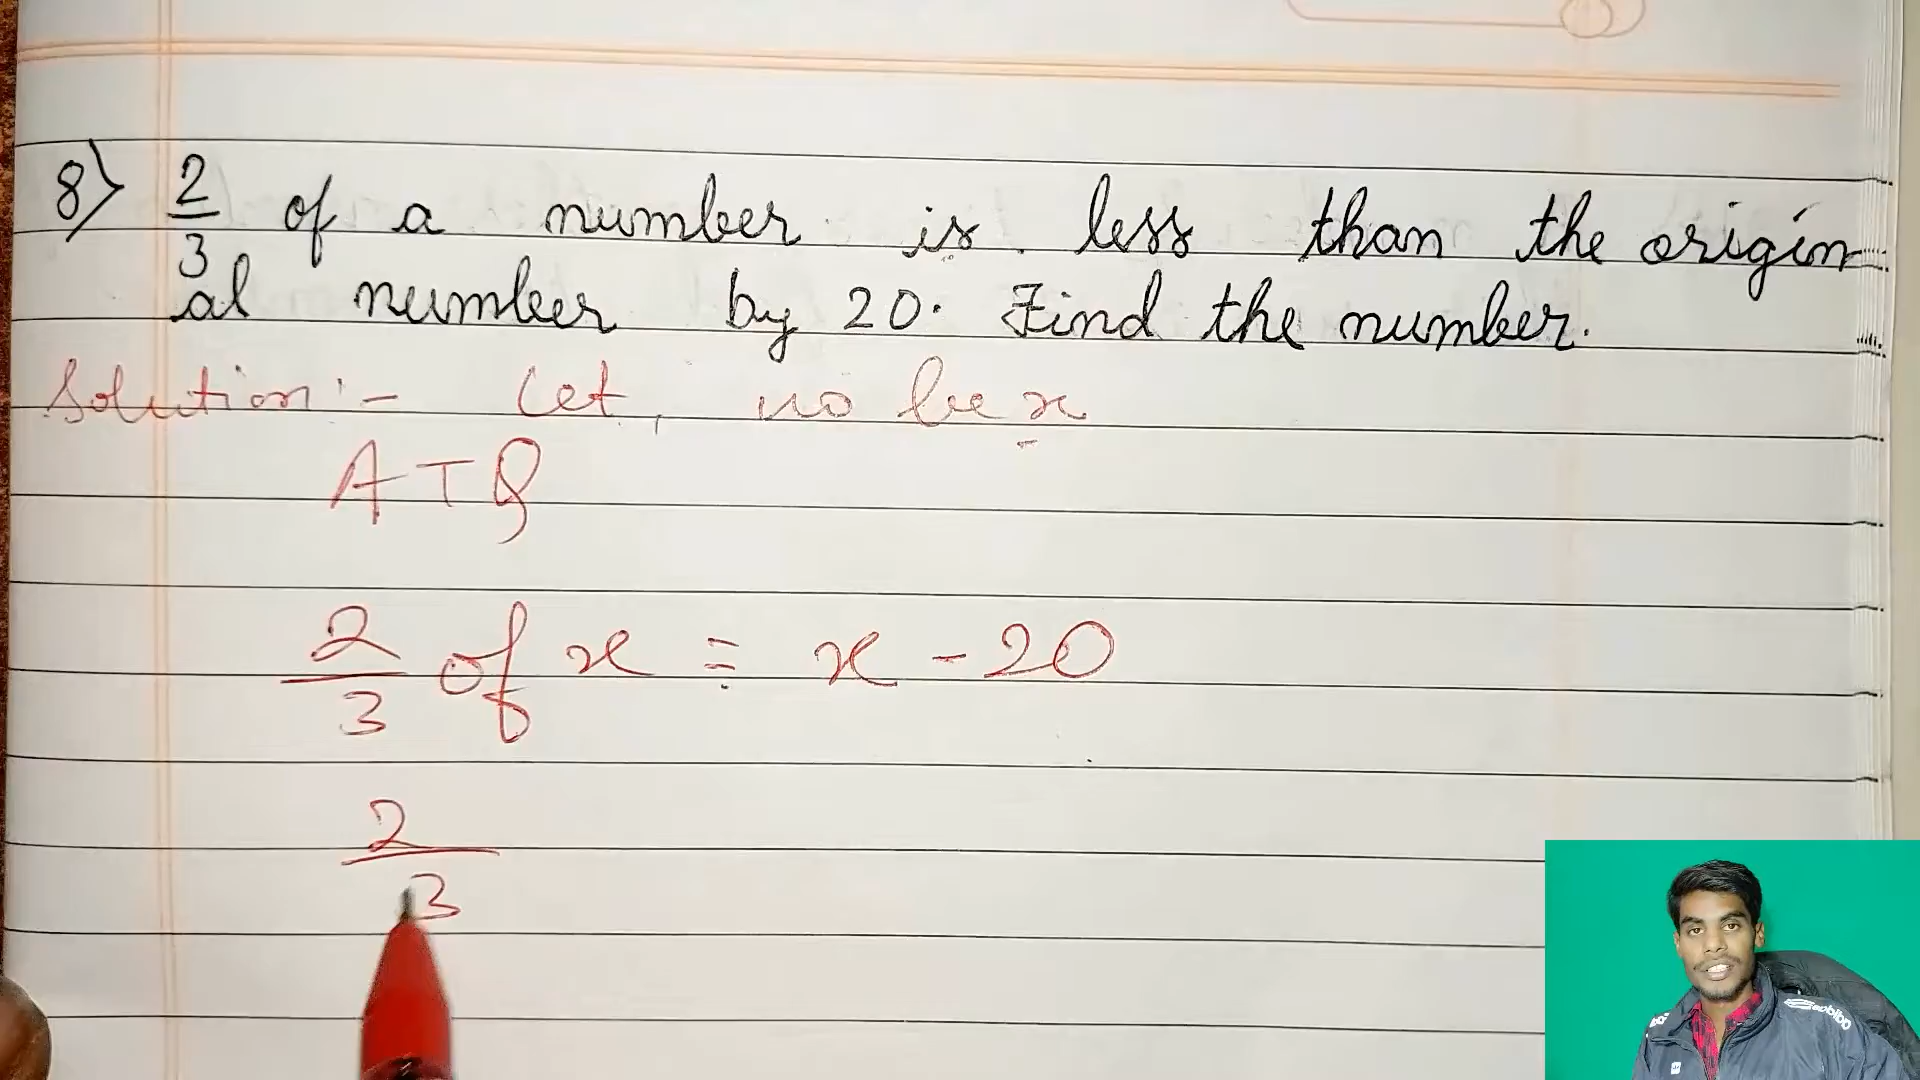 8) 2/3 of a number is less than the origin
al number by 20. Find the number.
Solution:- Let, no be x
ATQ
2/3 of x = x - 20
2/3